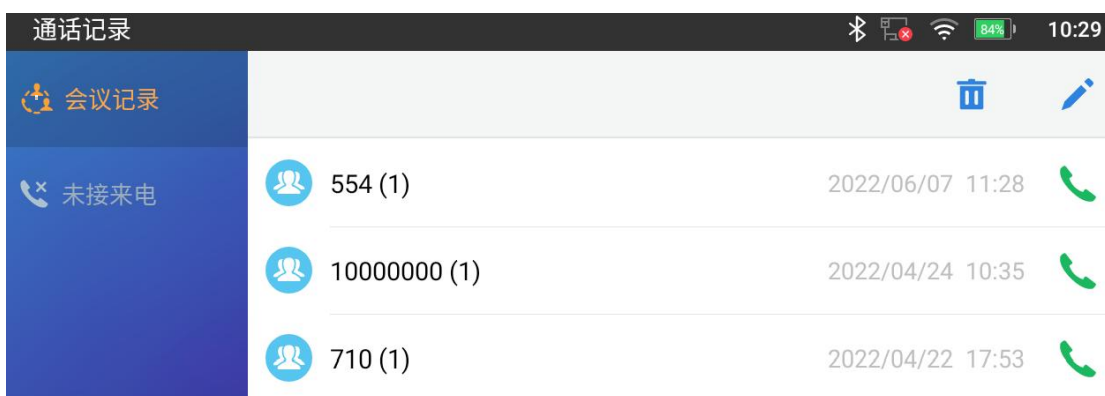 通话记录 84% 10:29
会议记录
未接来电
554 (1) 2022/06/07 11:28
10000000 (1) 2022/04/24 10:35
710 (1) 2022/04/22 17:53